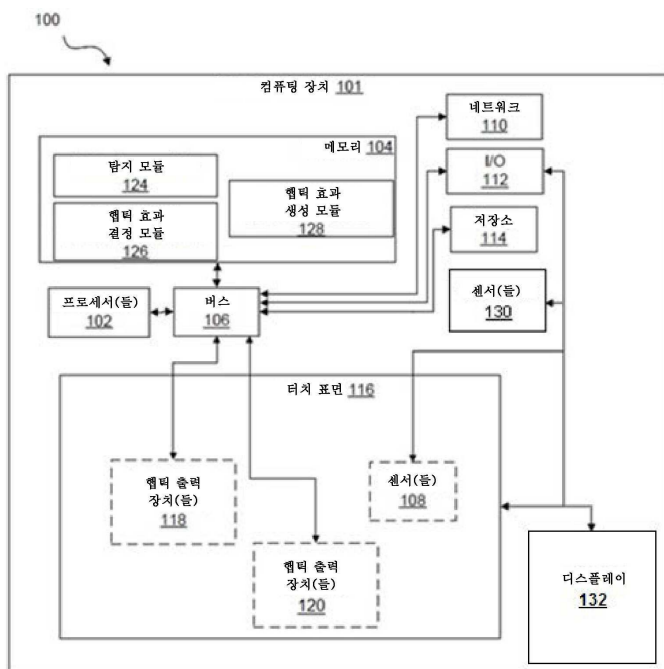 100
컴퓨팅 장치 101
네트워크
110
메모리 104
탐지 모듈
124
I/O
112
햅틱 효과
생성 모듈
128
햅틱 효과
결정 모듈
126
저장소
114
프로세서(들)
102
버스
106
센서(들)
130
터치 표면 116
햅틱 출력
장치(들)
118
센서(들)
108
햅틱 출력
장치(들)
120
디스플레이
132